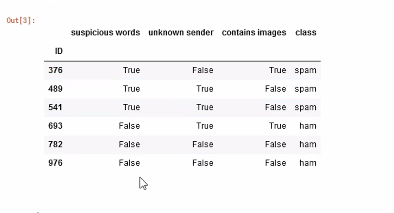 Out[3]:
suspicious words unknown sender contains images class
ID
376 True False True spam
489 True True False spam
541 True True False spam
693 False True True ham
782 False False False ham
976 False False False ham